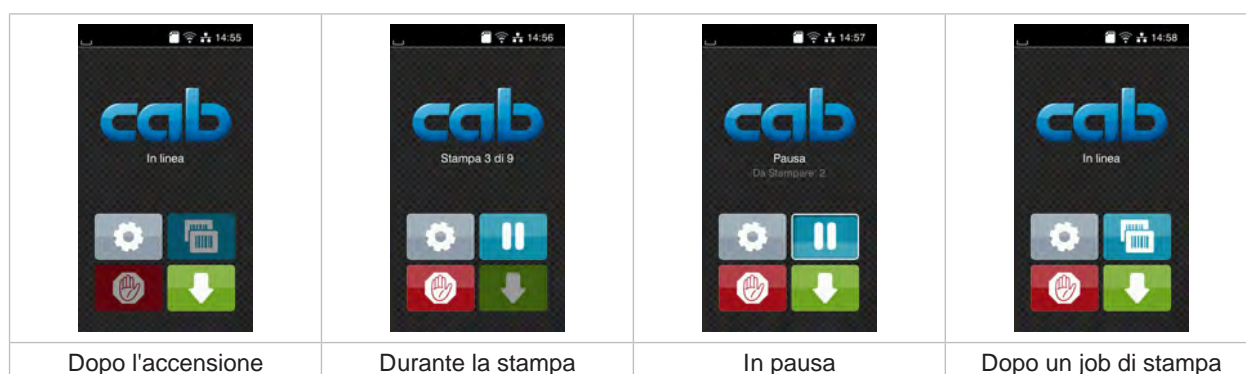 14:55
cab
In linea
Dopo l'accensione
14:56
cab
Stampa 3 di 9
Durante la stampa
14:57
cab
Pausa
Da Stampare: 2
In pausa
14:58
cab
In linea
Dopo un job di stampa